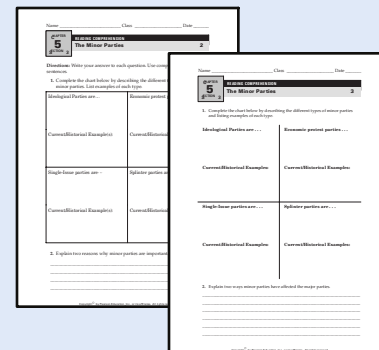 Name Class Date
CHAPTER
5
SECTION 2
READING COMPREHENSION
The Minor Parties 2
Directions: Write your answer to each question. Use comp
sentences.
1. Complete the chart below by describing the different t
minor parties. List examples of each type.
Ideological Parties are… Economic protest p
Current/Historical Example(s): Current/Historical
Single-Issue parties are… Splinter parties ar
Current/Historical Example(s): Current/Historical
2. Explain two reasons why minor parties are important
Name Class Date
CHAPTER
5
SECTION 2
READING COMPREHENSION
The Minor Parties 3
1. Complete the chart below by describing the different types of minor parties
and listing examples of each type.
Ideological Parties are . . . Economic protest parties are . . .
Current/Historical Examples: Current/Historical Examples:
Single-Issue parties are . . . Splinter parties are . . .
Current/Historical Examples: Current/Historical Examples:
2. Explain two ways minor parties have affected the major parties.